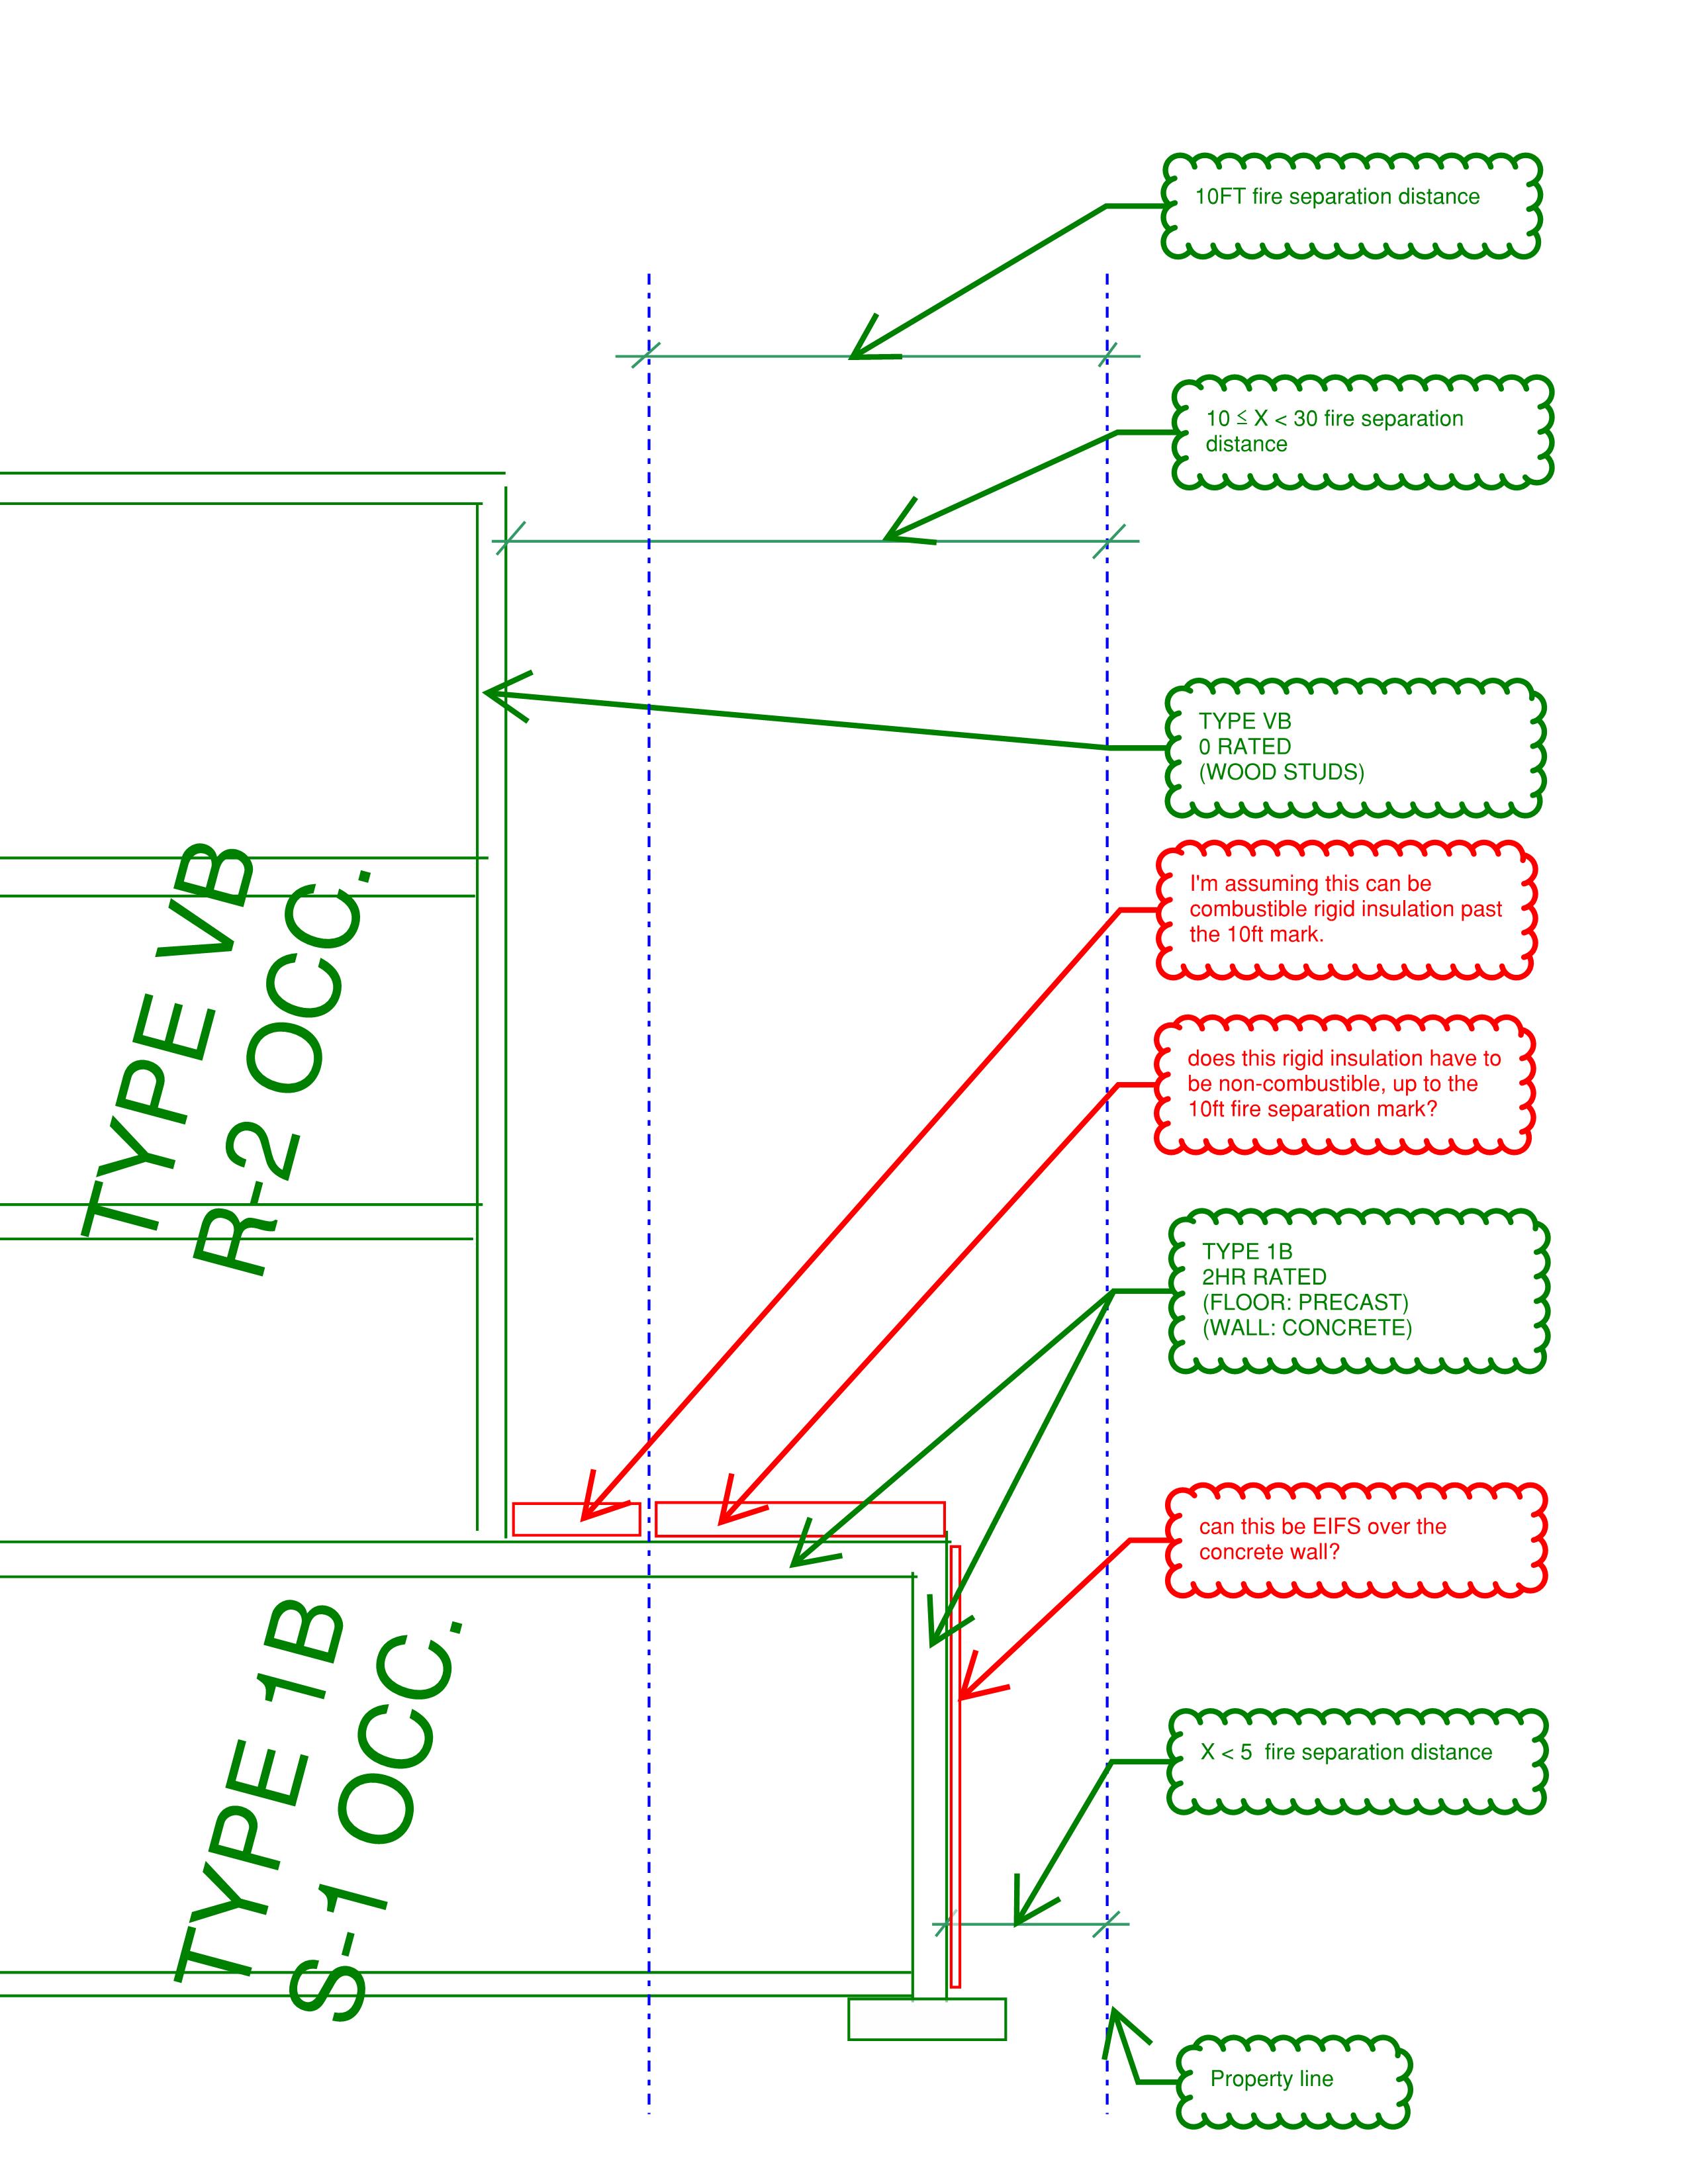 10FT fire separation distance
10 ≤ X < 30 fire separation
distance
TYPE VB
0 RATED
(WOOD STUDS)
I'm assuming this can be
combustible rigid insulation past
the 10ft mark.
does this rigid insulation have to
be non-combustible, up to the
10ft fire separation mark?
TYPE 1B
2HR RATED
(FLOOR: PRECAST)
(WALL: CONCRETE)
can this be EIFS over the
concrete wall?
X < 5  fire separation distance
Property line
TYPE VB
R-2 OCC.
TYPE 1B
S-1 OCC.